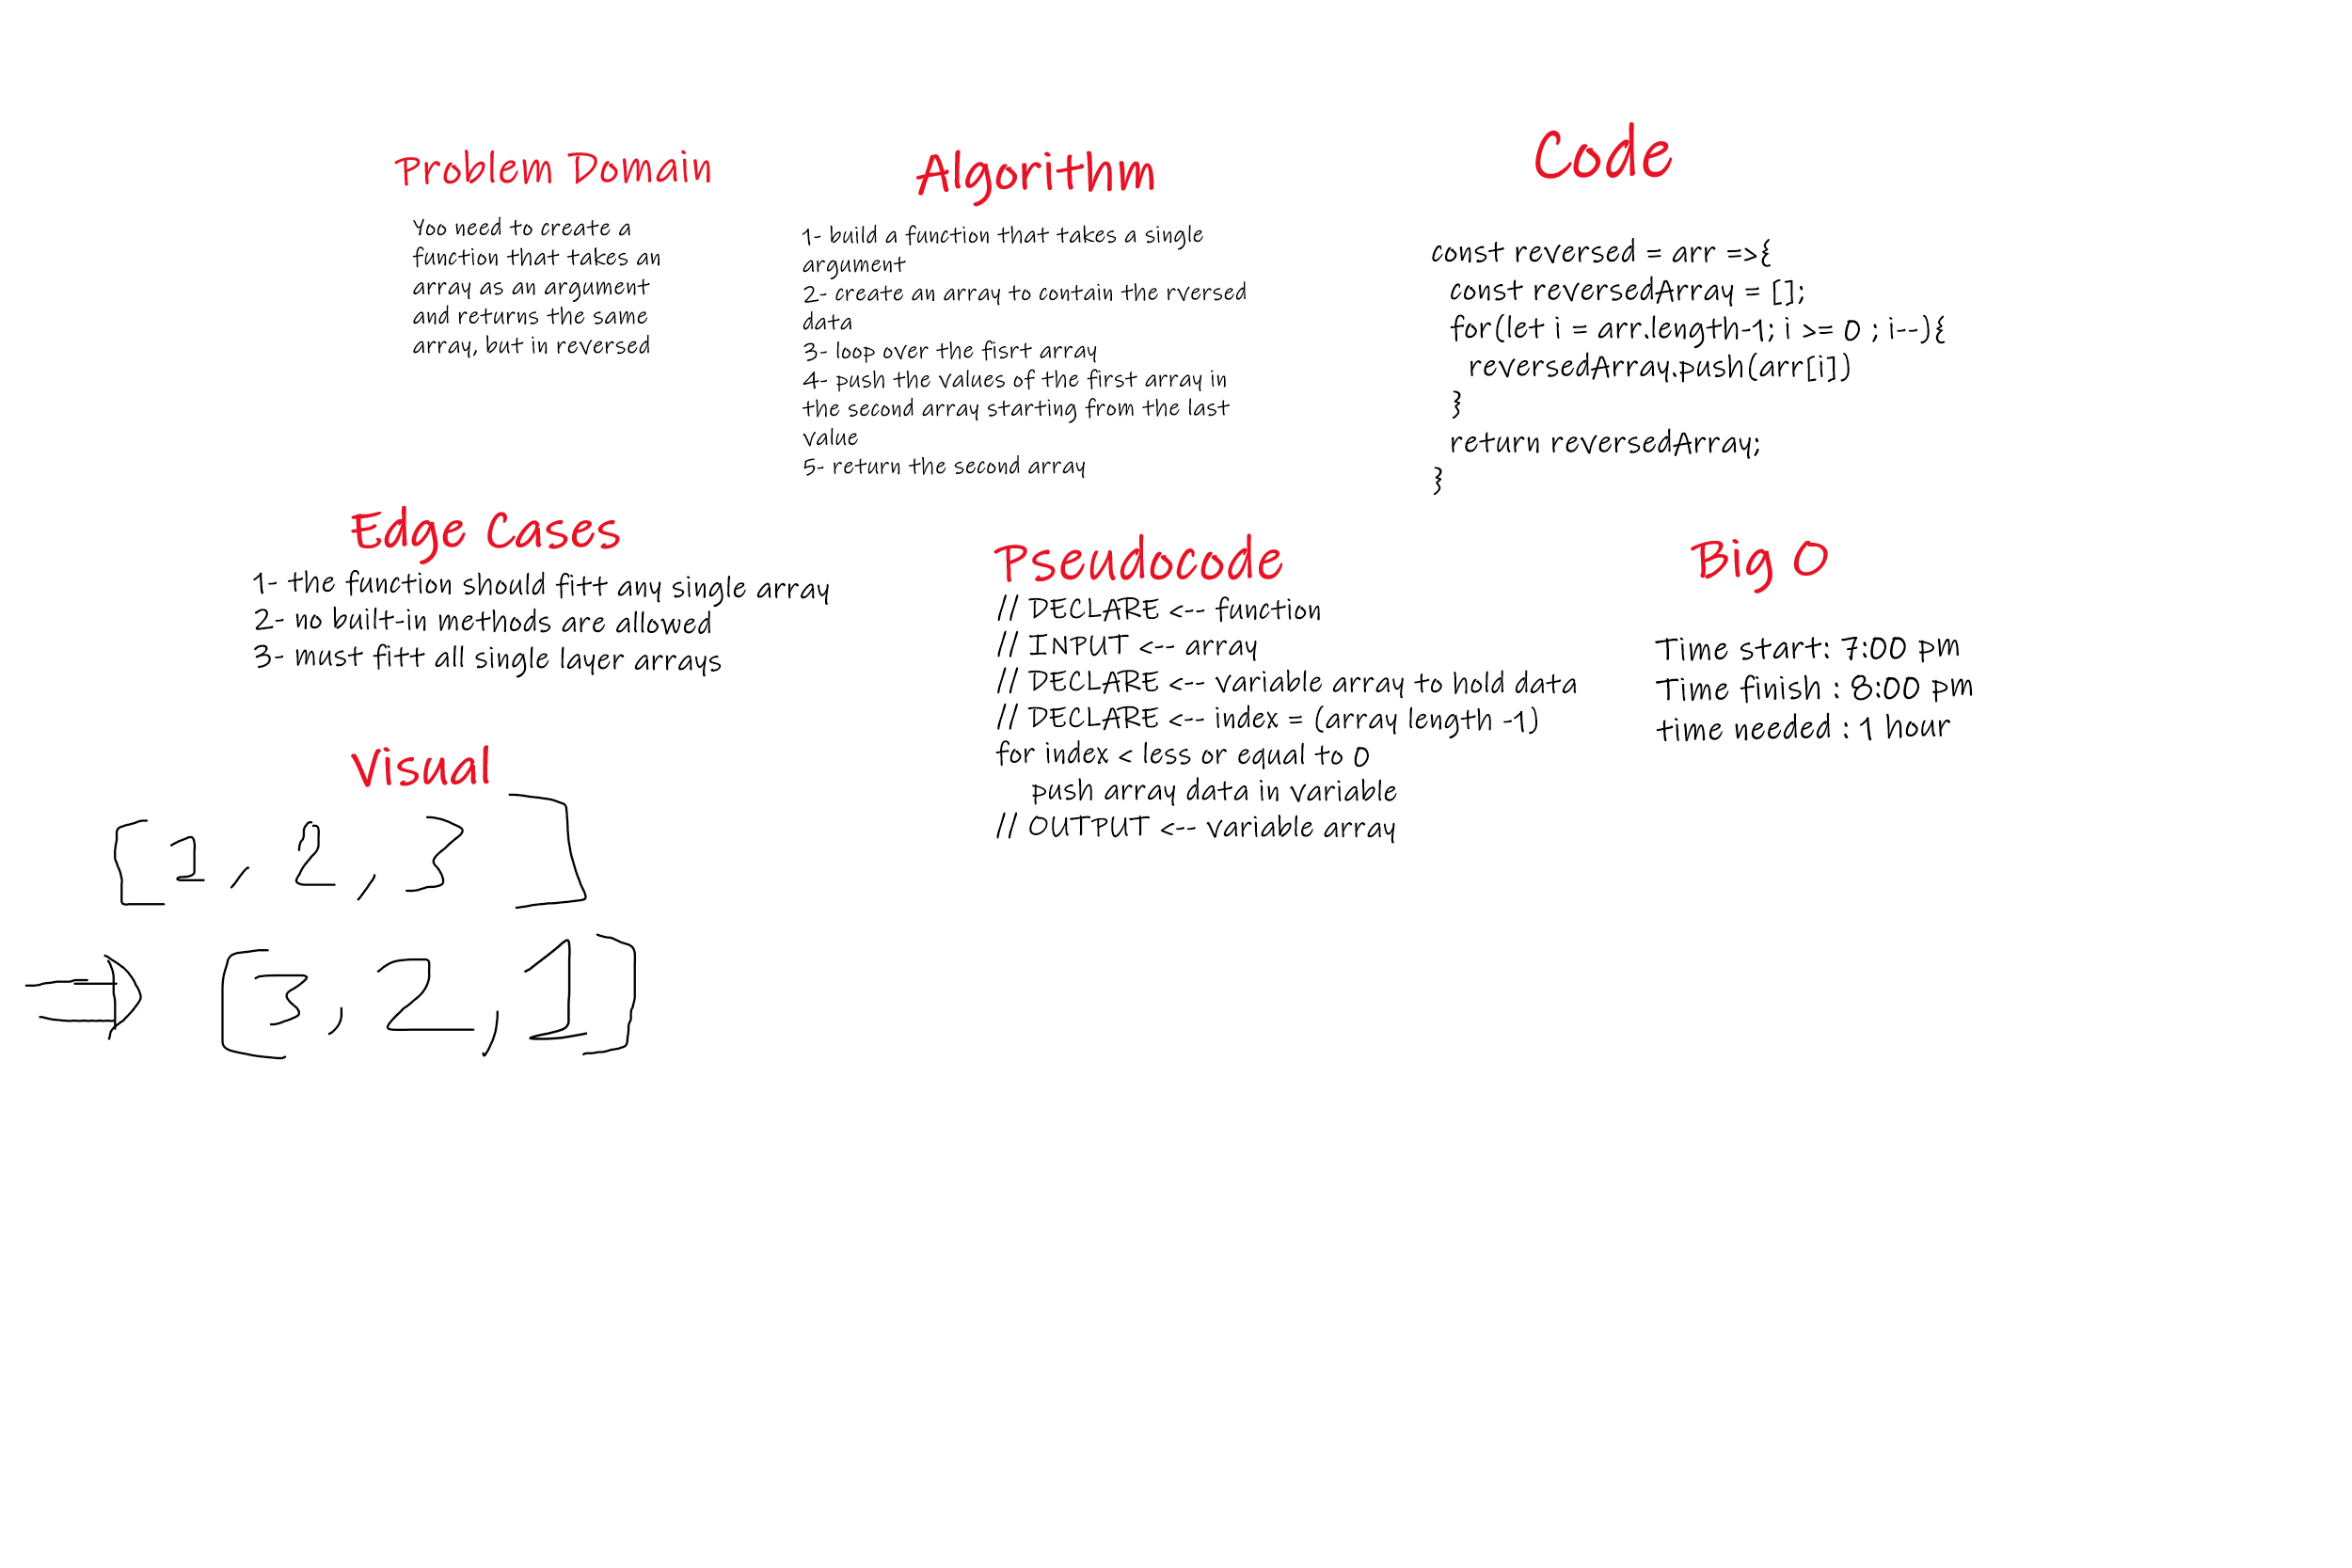 Problem Domain
Yoo need to create a
function that takes an
array as an argument
and returns the same
array, but in reversed
Algorithm
1- build a function that takes a single
argument
2- create an array to contain the rversed
data
3- loop over the fisrt array
4- push the values of the first array in
the second array starting from the last
value
5- return the second array
Code
const reversed = arr =>{
const reversedArray = [];
for(let i = arr.length-1; i >= 0 ; i--){
reversedArray.push(arr[i])
}
return reversedArray;
}
Edge Cases
1- the function should fitt any single array
2- no built-in methods are allowed
3- must fitt all single layer arrays
Pseudocode
// DECLARE <-- function
// INPUT <-- array
// DECLARE <-- variable array to hold data
// DECLARE <-- index = (array length -1)
for index < less or equal to 0
push array data in variable
// OUTPUT <-- variable array
Big O
Time start: 7:00 pm
Time finish : 8:00 pm
time needed : 1 hour
Visual
[1, 2, 3]
⇒ [3, 2, 1]